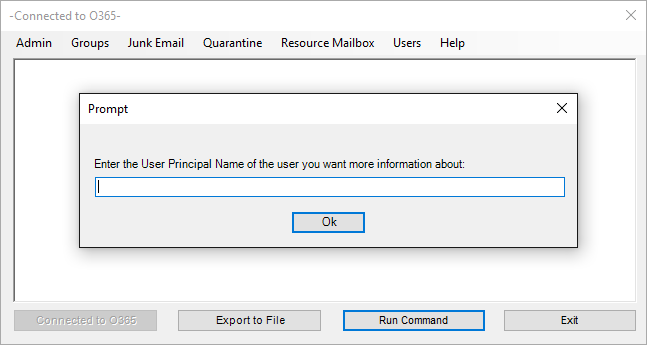 -Connected to O365-
Admin Groups Junk Email Quarantine Resource Mailbox Users Help
Prompt
Enter the User Principal Name of the user you want more information about:
Ok
Connected to O365 Export to File Run Command Exit